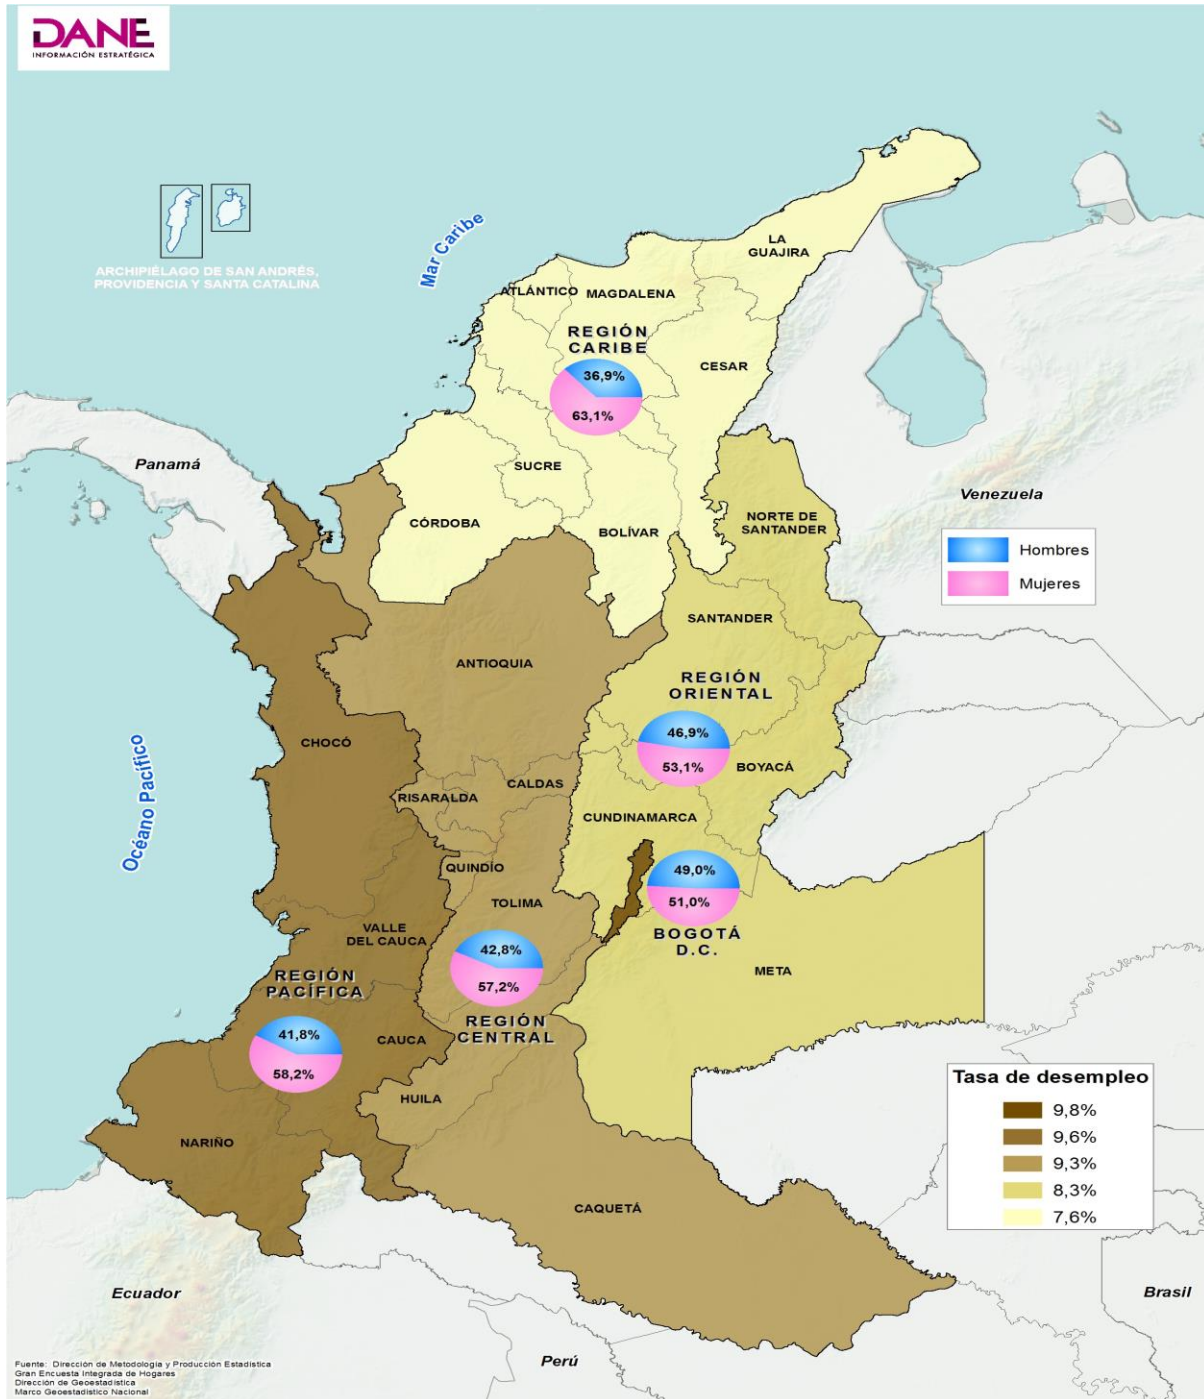 DANE
INFORMACIÓN ESTRATÉGICA
ARCHIPIÉLAGO DE SAN ANDRÉS,
PROVIDENCIA Y SANTA CATALINA
Mar Caribe
LA
GUAJIRA
ATLÁNTICO
MAGDALENA
REGIÓN
CARIBE
CESAR
36,9%
63,1%
Panamá
SUCRE
Venezuela
CÓRDOBA
BOLÍVAR
NORTE DE
SANTANDER
Hombres
Mujeres
SANTANDER
ANTIOQUIA
REGIÓN
ORIENTAL
46,9%
53,1%
BOYACÁ
CHOCÓ
Océano Pacífico
CALDAS
RISARALDA
CUNDINAMARCA
QUINDÍO
49,0%
51,0%
BOGOTÁ
D.C.
TOLIMA
VALLE
DEL CAUCA
42,8%
57,2%
META
REGIÓN
PACÍFICA
REGIÓN
CENTRAL
41,8%
58,2%
CAUCA
HUILA
NARIÑO
CAQUETÁ
Tasa de desempleo
9,8%
9,6%
9,3%
8,3%
7,6%
Ecuador
Brasil
Perú
Fuente: Dirección de Metodología y Producción Estadística
Gran Encuesta Integrada de Hogares
Dirección de Geoestadística
Marco Geoestadístico Nacional